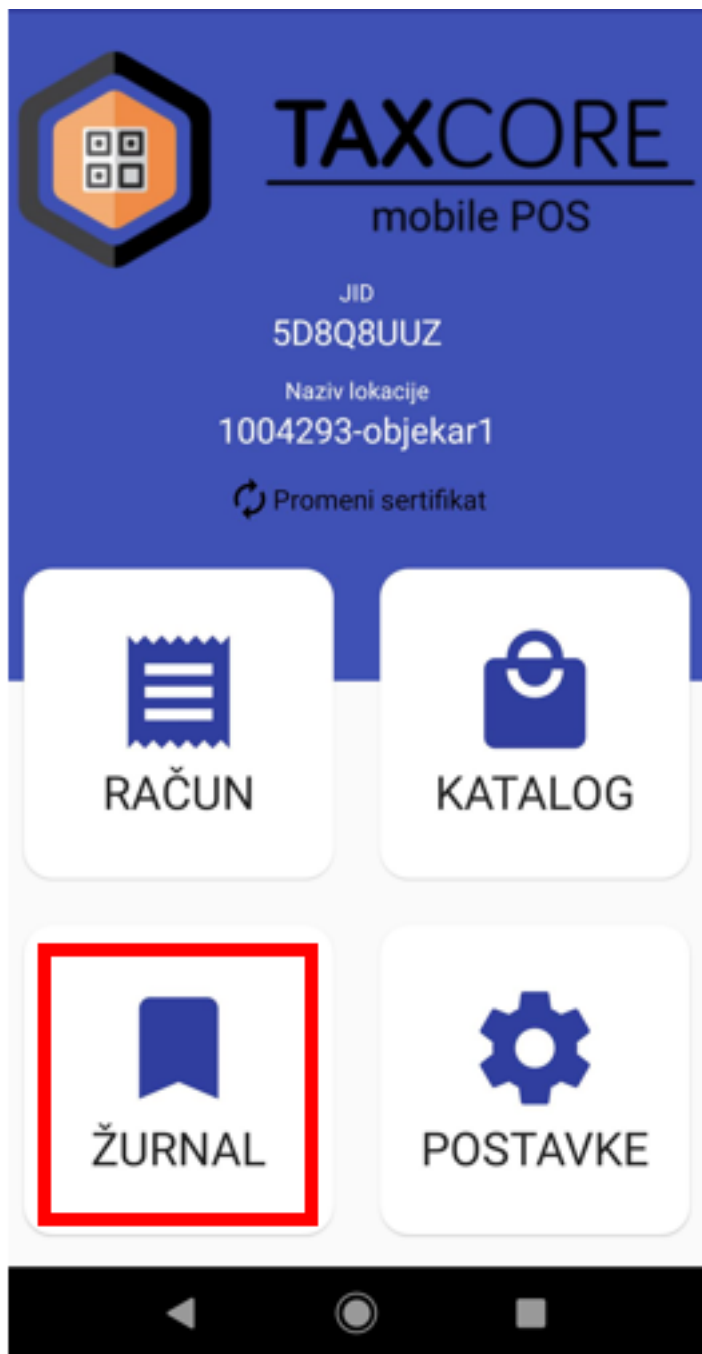 TAXCORE
mobile POS
JID
5D8Q8UUZ
Naziv lokacije
1004293-objekar1
Promeni sertifikat
RAČUN
KATALOG
ŽURNAL
POSTAVKE